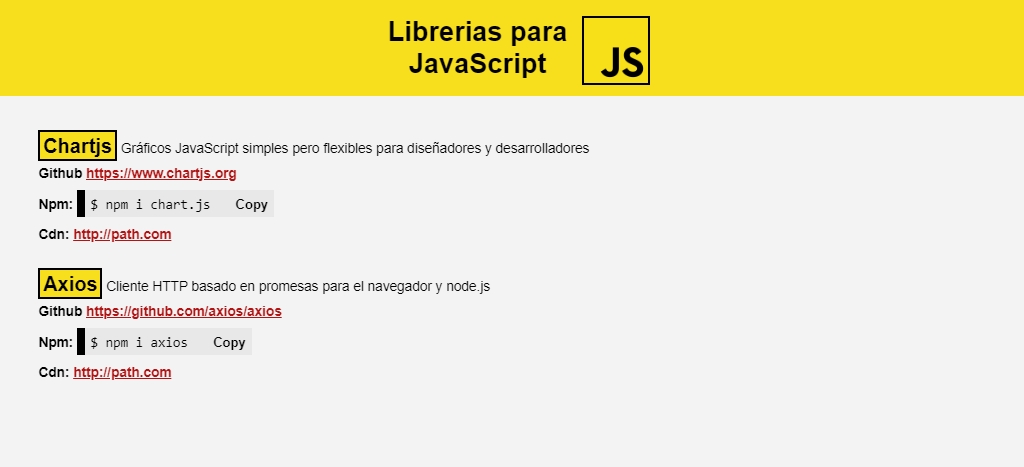 Librerias para
JavaScript
JS
Chartjs Gráficos JavaScript simples pero flexibles para diseñadores y desarrolladores
Github https://www.chartjs.org
Npm: $ npm i chart.js Copy
Cdn: http://path.com
Axios Cliente HTTP basado en promesas para el navegador y node.js
Github https://github.com/axios/axios
Npm: $ npm i axios Copy
Cdn: http://path.com